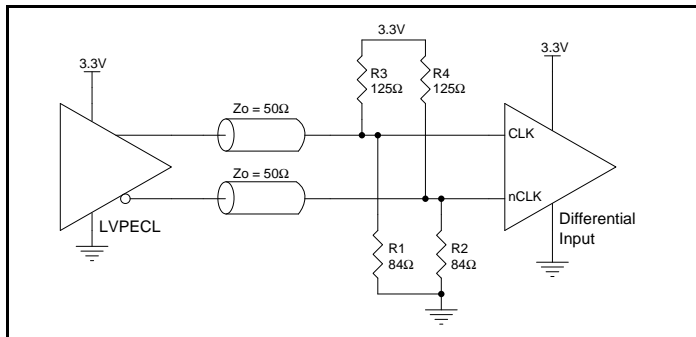 3.3V
3.3V
3.3V
R3
125Ω
R4
125Ω
Zo = 50Ω
CLK
Zo = 50Ω
nCLK
LVPECL
Differential
Input
R1
84Ω
R2
84Ω